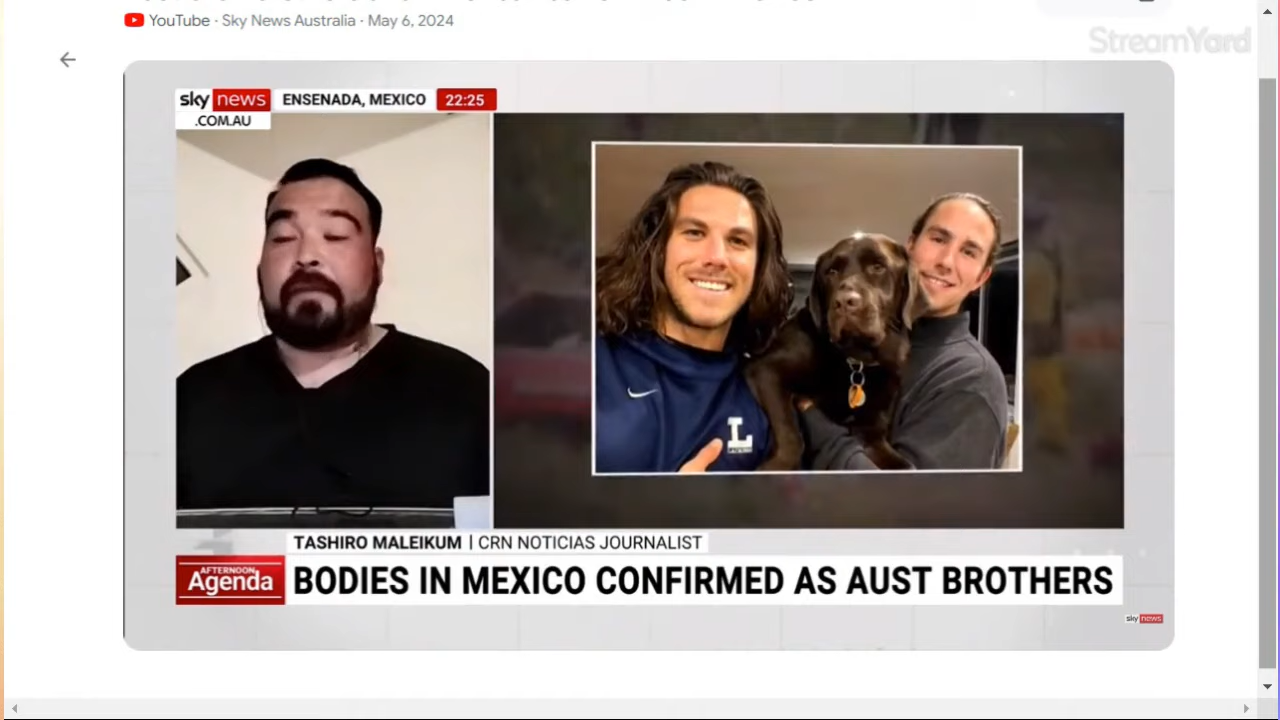 YouTube · Sky News Australia · May 6, 2024
StreamYard
sky news ENSENADA, MEXICO 22:25
.COM.AU
L
TASHIRO MALEIKUM | CRN NOTICIAS JOURNALIST
AFTERNOON
Agenda BODIES IN MEXICO CONFIRMED AS AUST BROTHERS
sky news